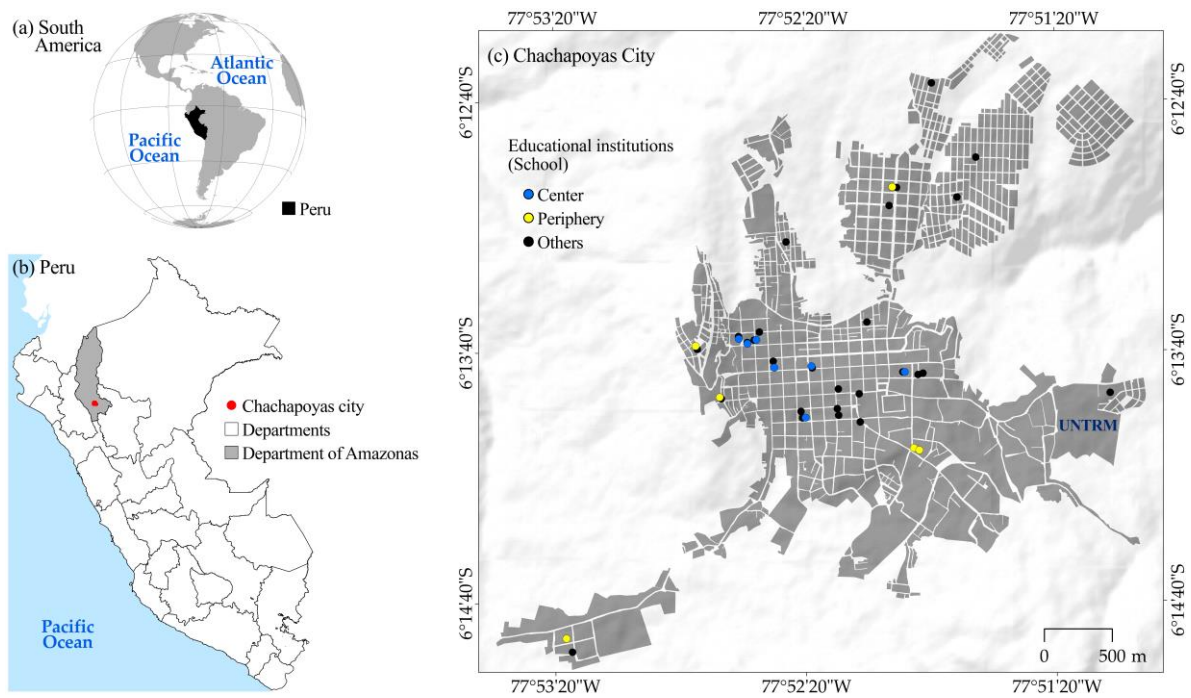 (a) South
America
Atlantic
Ocean
Pacific
Ocean
Peru
(b) Peru
Chachapoyas city
Departments
Department of Amazonas
Pacific
Ocean
77°53'20"W
77°52'20"W
77°51'20"W
(c) Chachapoyas City
6°12'40"S
6°12'40"S
Educational institutions
(School)
Center
Periphery
Others
6°13'40"S
6°13'40"S
UNTRM
6°14'40"S
6°14'40"S
0 500 m
77°53'20"W
77°52'20"W
77°51'20"W